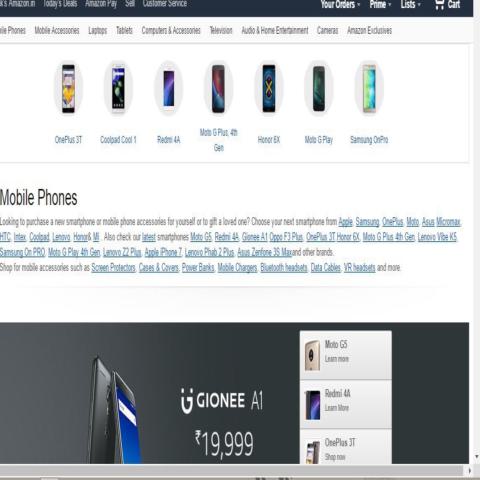 k's Amazon.in Today's Deals Amazon Pay Sell Customer Service Your Orders Prime Lists Cart
ile Phones Mobile Accessories Laptops Tablets Computers & Accessories Television Audio & Home Entertainment Cameras Amazon Exclusives
OnePlus 3T Coolpad Cool 1 Redmi 4A Moto G Plus, 4th Gen Honor 6X Moto G Play Samsung OnPro
Mobile Phones
Looking to purchase a new smartphone or mobile phone accessories for yourself or to gift a loved one? Choose your next smartphone from Apple, Samsung, OnePlus, Moto, Asus Micromax,
HTC, Intex, Coolpad, Lenovo, Honor& Mi . Also check our latest smartphones Moto G5, Redmi 4A, Gionee A1 Oppo F3 Plus, OnePlus 3T Honor 6X, Moto G Plus 4th Gen, Lenovo Vibe K5,
Samsung On PRO, Moto G Play 4th Gen, Lenovo Z2 Plus, Apple iPhone 7, Lenovo Phab 2 Plus, Asus Zenfone 3S Maxand other brands.
Shop for mobile accessories such as Screen Protectors, Cases & Covers, Power Banks, Mobile Chargers, Bluetooth headsets, Data Cables, VR headsets and more.
GIONEE A1
₹19,999
Moto G5
Learn more
Redmi 4A
Learn More
OnePlus 3T
Shop now